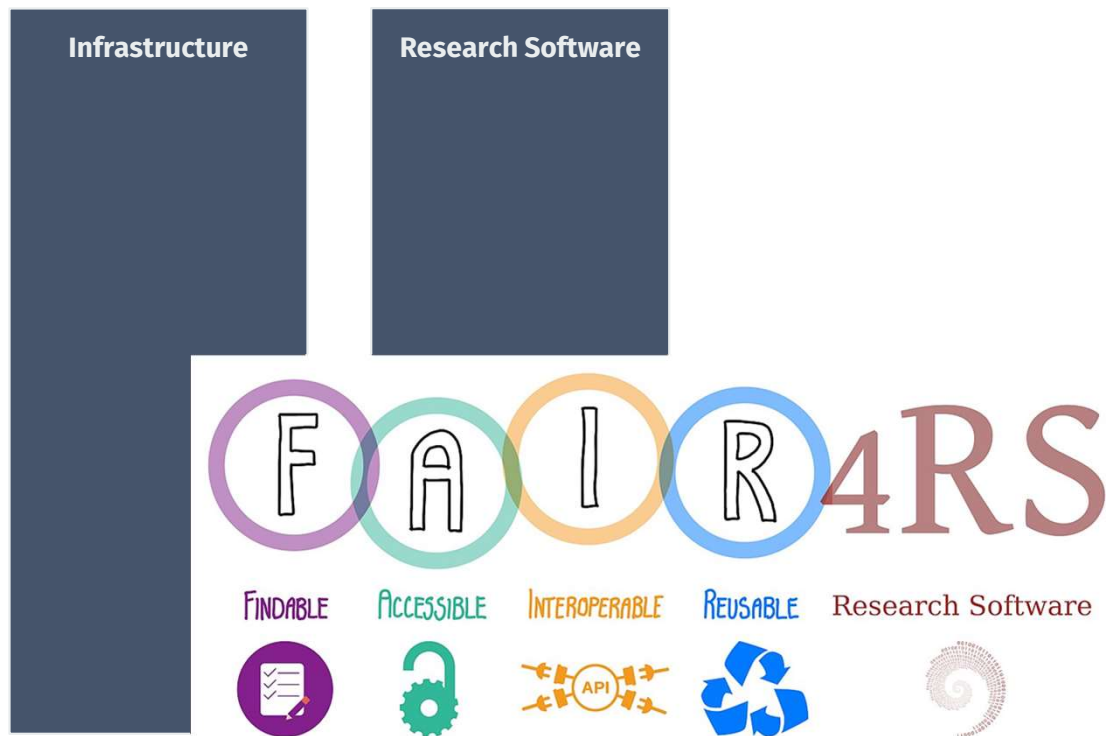 Infrastructure
Research Software
FAIR4RS
FINDABLE
ACCESSIBLE
INTEROPERABLE
REUSABLE
Research Software
API